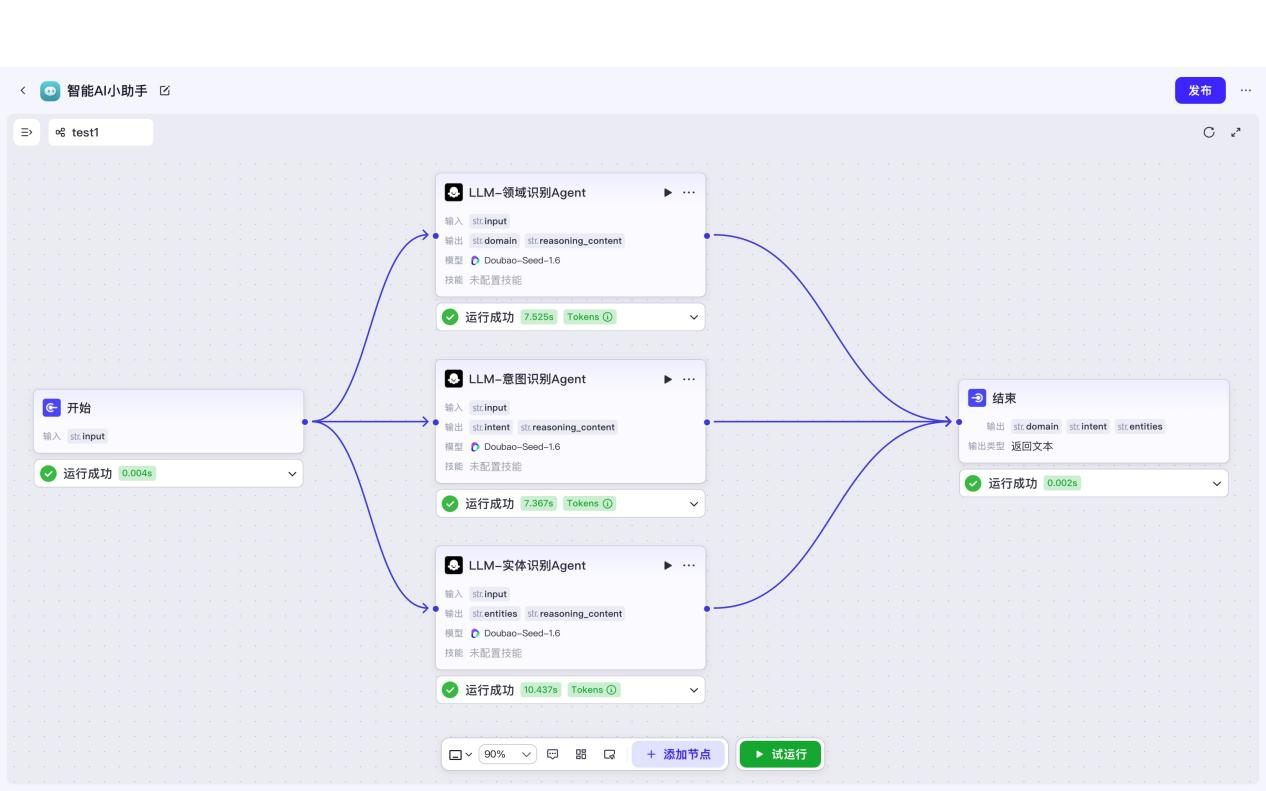 智能AI小助手
发布
test1
LLM-领域识别Agent
输入 str.input
输出 str.domain str.reasoning_content
模型 Doubao-Seed-1.6
技能 未配置技能
运行成功 7.525s Tokens
LLM-意图识别Agent
输入 str.input
输出 str.intent str.reasoning_content
模型 Doubao-Seed-1.6
技能 未配置技能
运行成功 7.367s Tokens
开始
输入 str.input
运行成功 0.004s
结束
输出 str.domain str.intent str.entities
输出类型 返回文本
运行成功 0.002s
LLM-实体识别Agent
输入 str.input
输出 str.entities str.reasoning_content
模型 Doubao-Seed-1.6
技能 未配置技能
运行成功 10.437s Tokens
90%
添加节点
试运行